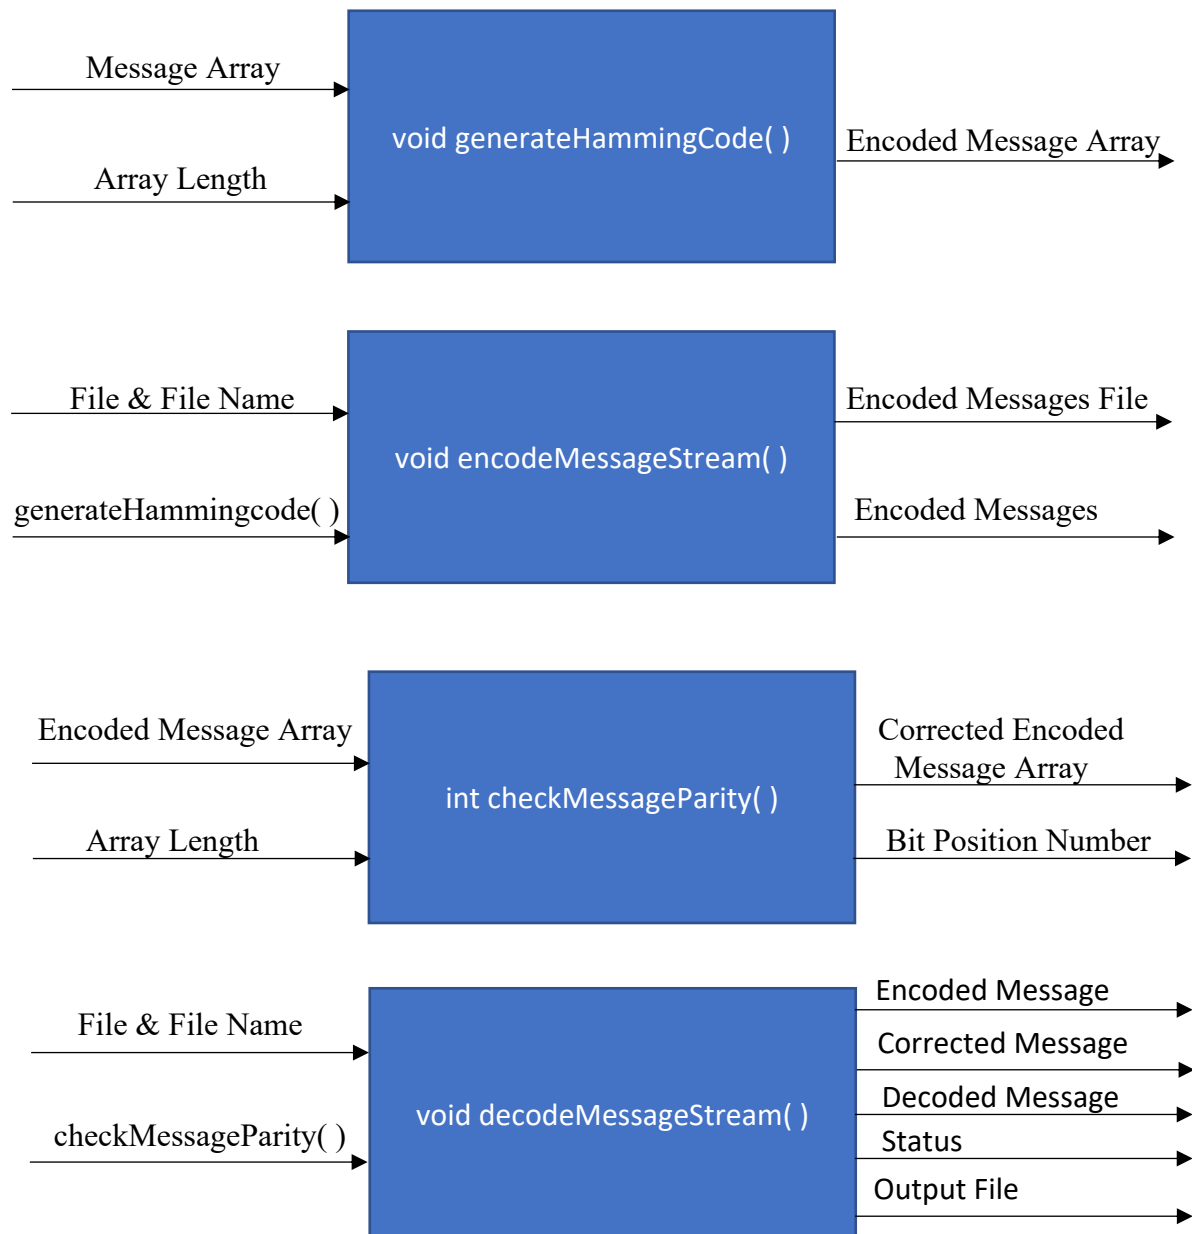 Message Array
Array Length
void generateHammingCode( )
Encoded Message Array
File & File Name
generateHammingcode( )
void encodeMessageStream( )
Encoded Messages File
Encoded Messages
Encoded Message Array
Array Length
int checkMessageParity( )
Corrected Encoded
Message Array
Bit Position Number
File & File Name
checkMessageParity( )
void decodeMessageStream( )
Encoded Message
Corrected Message
Decoded Message
Status
Output File